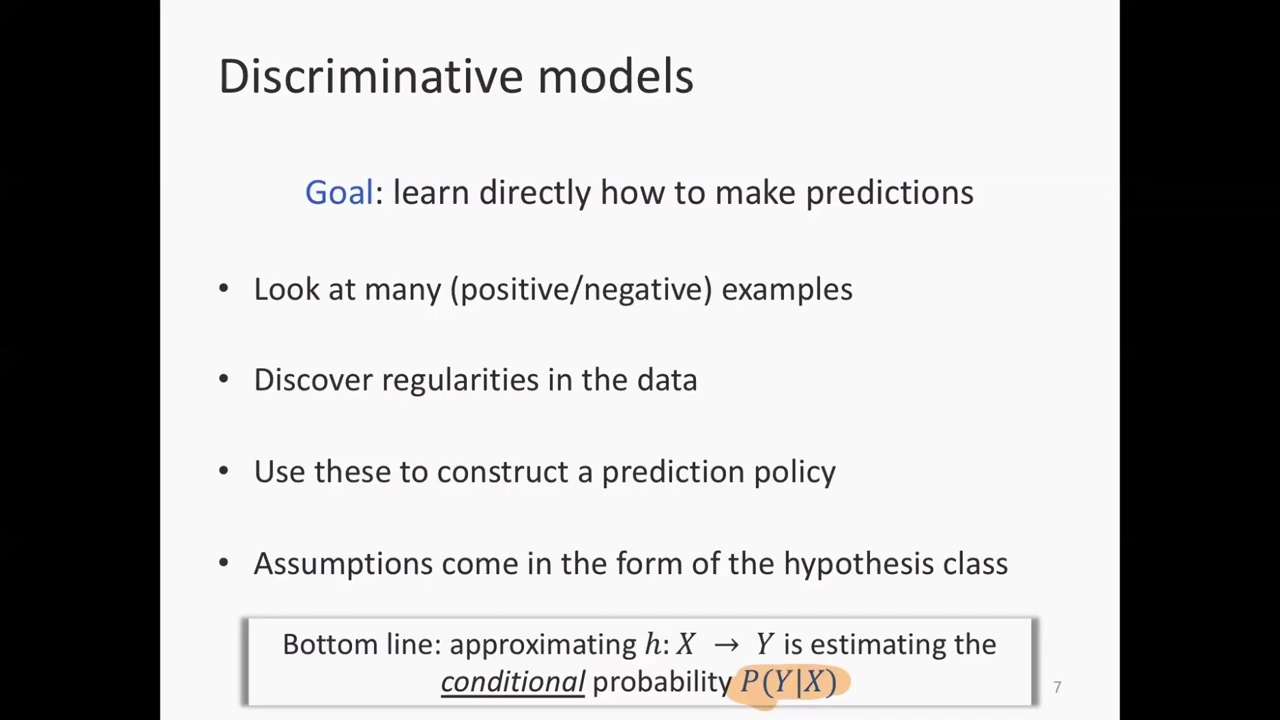 Discriminative models
Goal: learn directly how to make predictions
• Look at many (positive/negative) examples
• Discover regularities in the data
• Use these to construct a prediction policy
• Assumptions come in the form of the hypothesis class
Bottom line: approximating h: X → Y is estimating the
conditional probability P(Y|X)
7